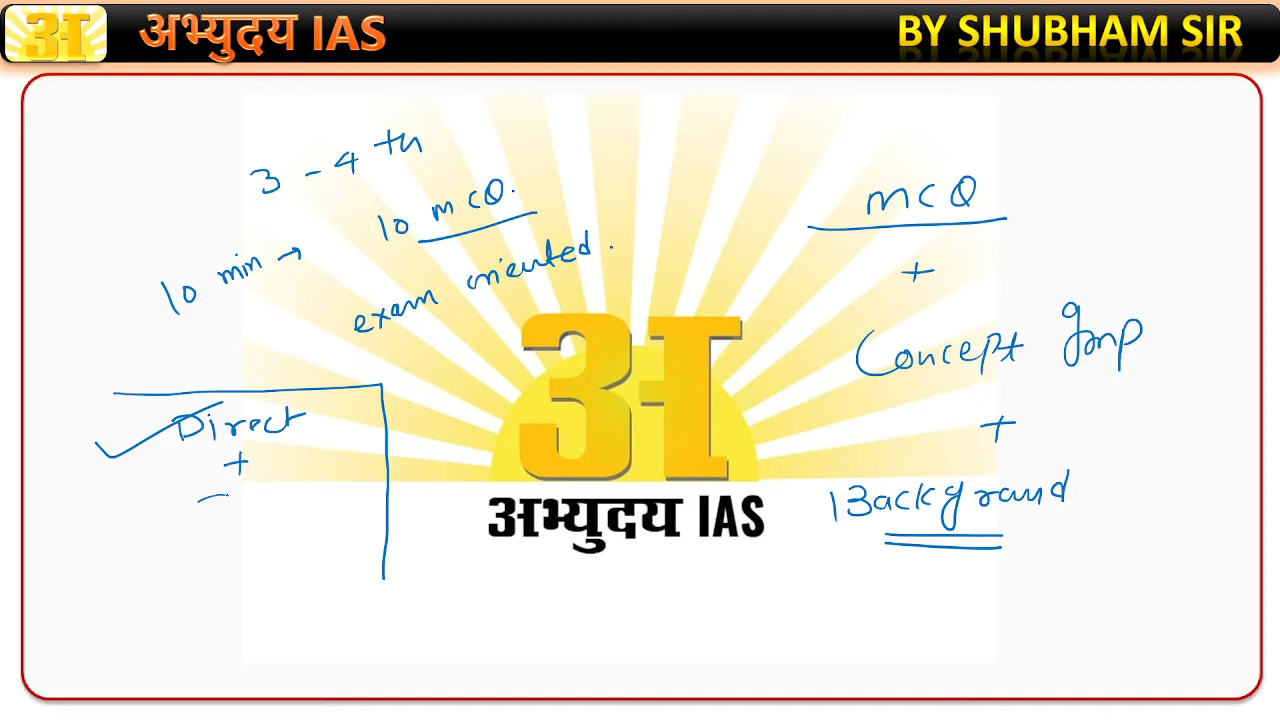 अ
अभ्युदय IAS
BY SHUBHAM SIR
3 - 4 th
10 min → 10 MCQ.
exam oriented.
Direct
+
MCQ
+
Concept Imp
+
Background
अ
अभ्युदय IAS